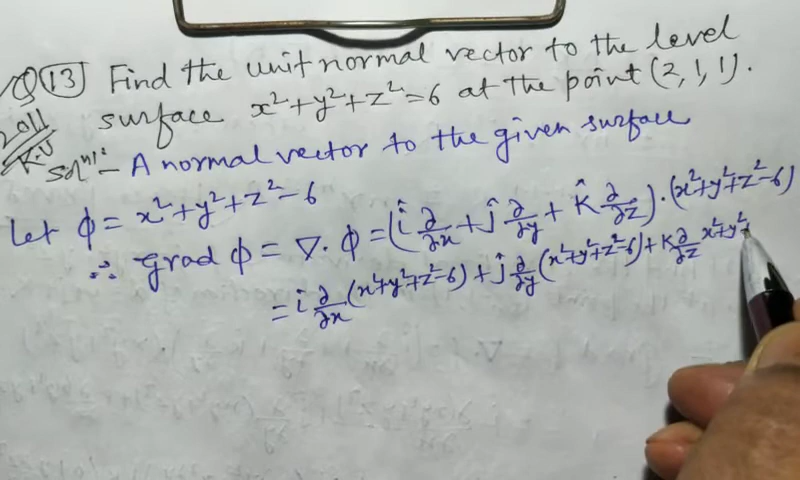 Q 13 Find the unit normal vector to the level
surface x²+y²+z²=6 at the point (2,1,1).
2011
K.U
Solⁿ:- A normal vector to the given surface
Let φ = x²+y²+z²-6
∴ grad φ = ∇·φ = (î ∂/∂x + ĵ ∂/∂y + k̂ ∂/∂z)·(x²+y²+z²-6)
= i ∂/∂x (x²+y²+z²-6) + j ∂/∂y (x²+y²+z²-6) + k ∂/∂z x²+y²